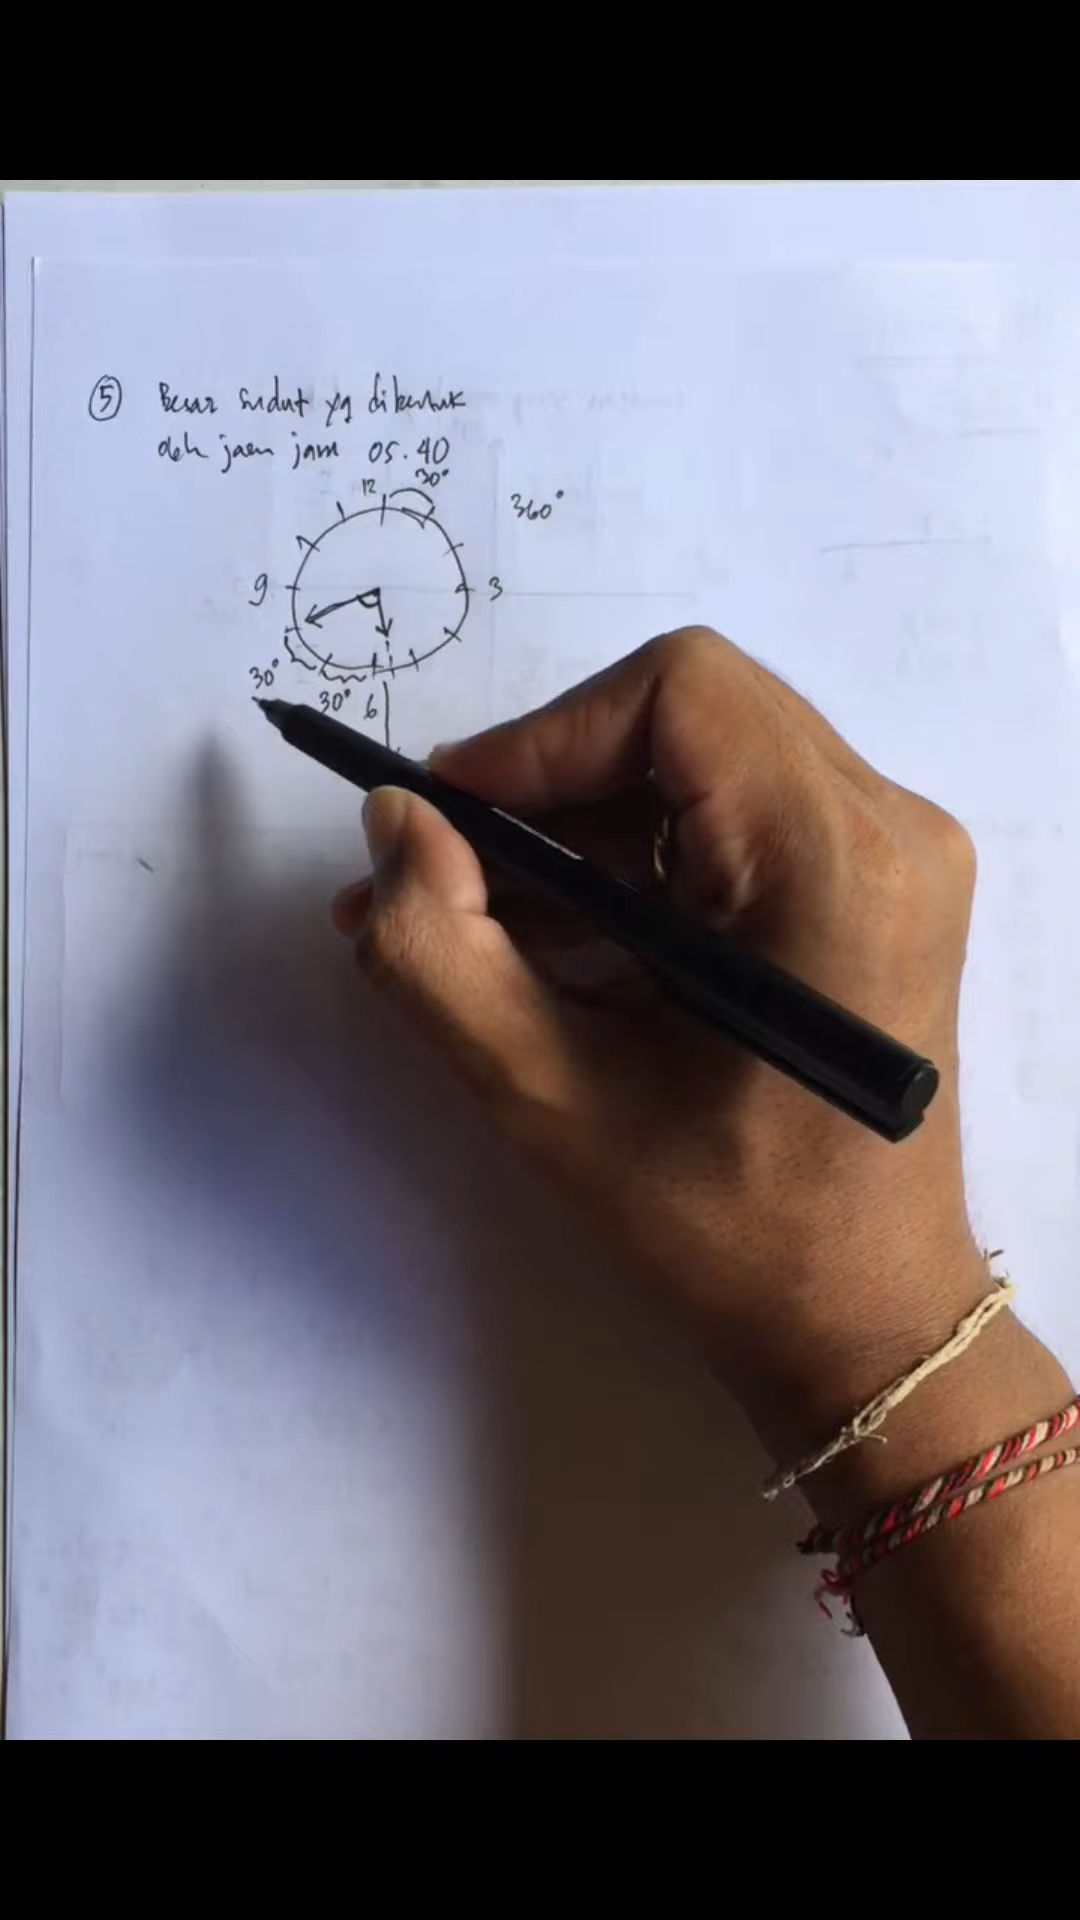 5 Besar sudut yg dibentuk
oleh jarum jam 05.40
12 30°
360°
9 3
30°
30° 6